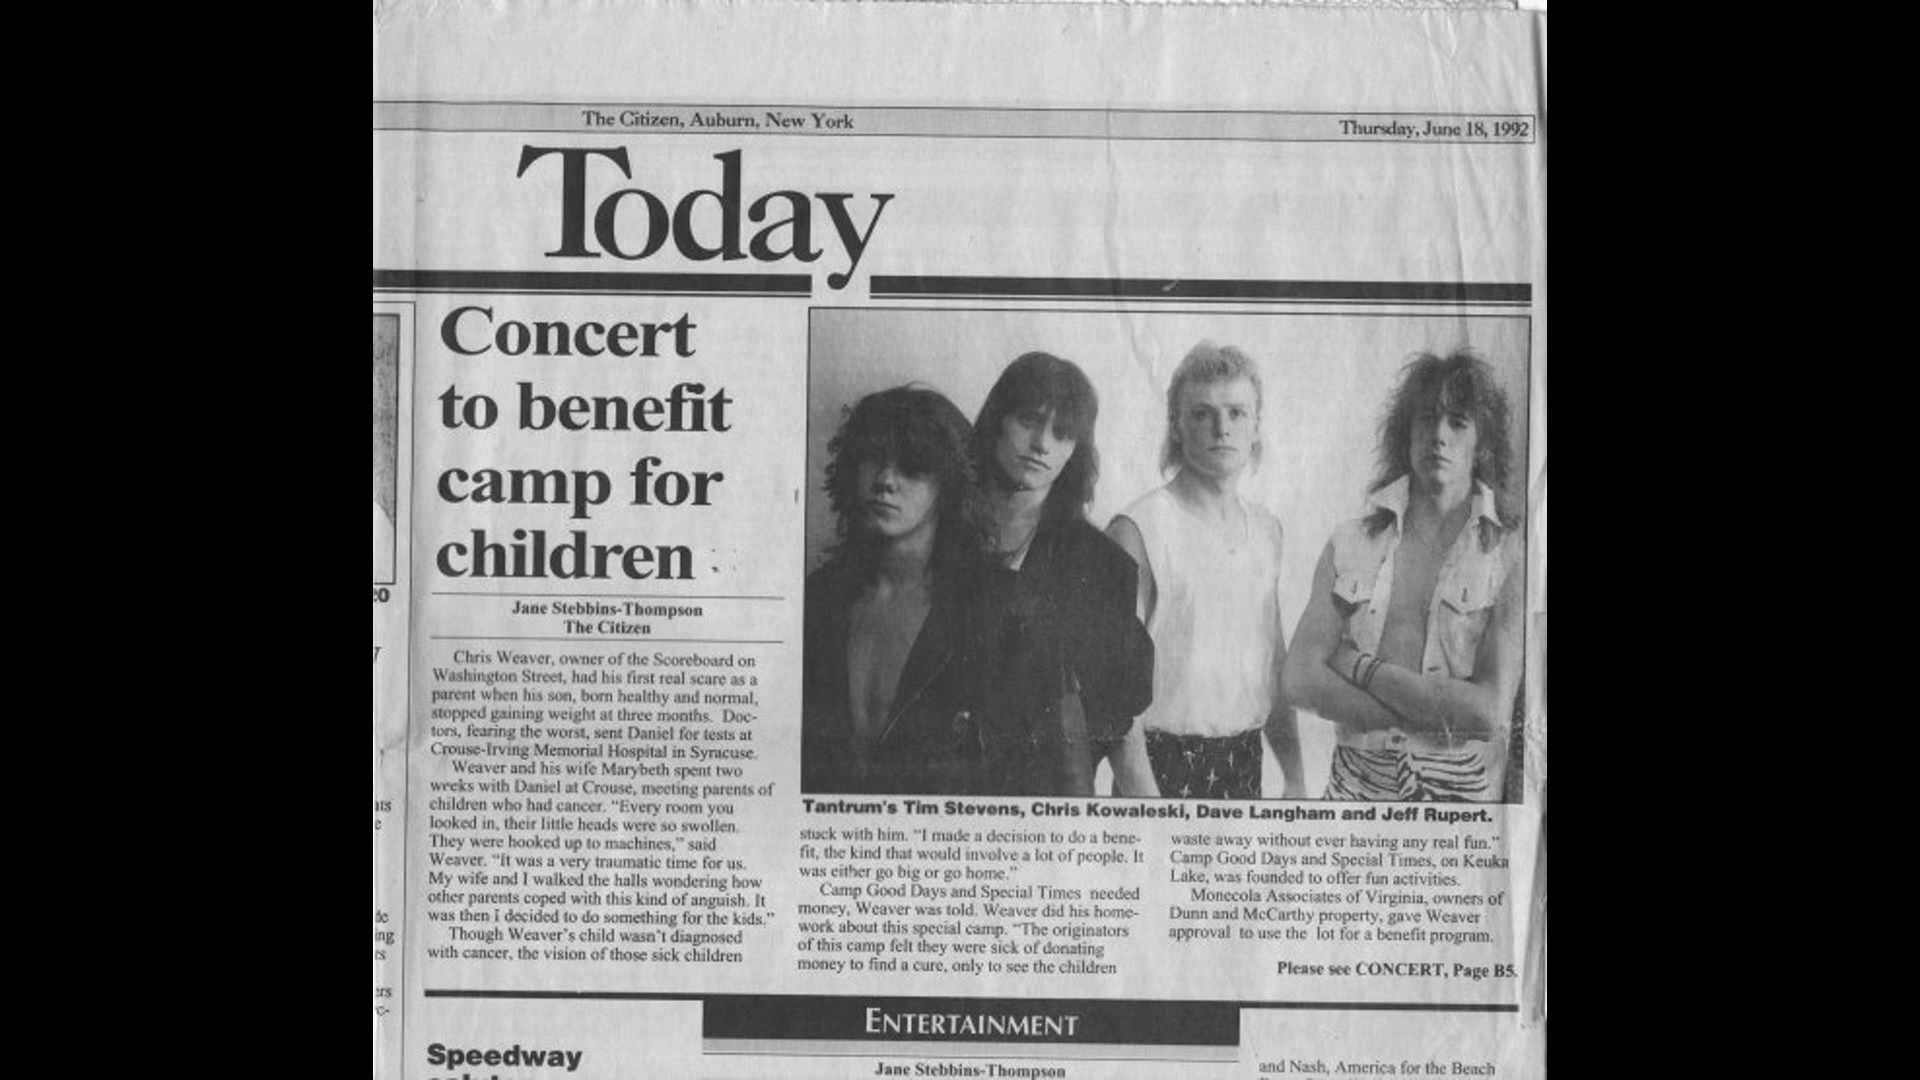 The Citizen, Auburn, New York
Thursday, June 18, 1992
Today
Concert
to benefit
camp for
children
Jane Stebbins-Thompson
The Citizen
Chris Weaver, owner of the Scoreboard on
Washington Street, had his first real scare as a
parent when his son, born healthy and normal,
stopped gaining weight at three months. Doc-
tors, fearing the worst, sent Daniel for tests at
Crouse-Irving Memorial Hospital in Syracuse.
Weaver and his wife Marybeth spent two
weeks with Daniel at Crouse, meeting parents of
children who had cancer. "Every room you
looked in, their little heads were so swollen.
They were hooked up to machines," said
Weaver. "It was a very traumatic time for us.
My wife and I walked the halls wondering how
other parents coped with this kind of anguish. It
was then I decided to do something for the kids."
Though Weaver's child wasn't diagnosed
with cancer, the vision of those sick children
Tantrum's Tim Stevens, Chris Kowaleski, Dave Langham and Jeff Rupert.
stuck with him. "I made a decision to do a bene-
fit, the kind that would involve a lot of people. It
was either go big or go home."
Camp Good Days and Special Times needed
money, Weaver was told. Weaver did his home-
work about this special camp. "The originators
of this camp felt they were sick of donating
money to find a cure, only to see the children
waste away without ever having any real fun."
Camp Good Days and Special Times, on Keuka
Lake, was founded to offer fun activities.
Monecola Associates of Virginia, owners of
Dunn and McCarthy property, gave Weaver
approval to use the lot for a benefit program.
Please see CONCERT, Page B5.
ENTERTAINMENT
Speedway
Jane Stebbins-Thompson
and Nash, America for the Beach